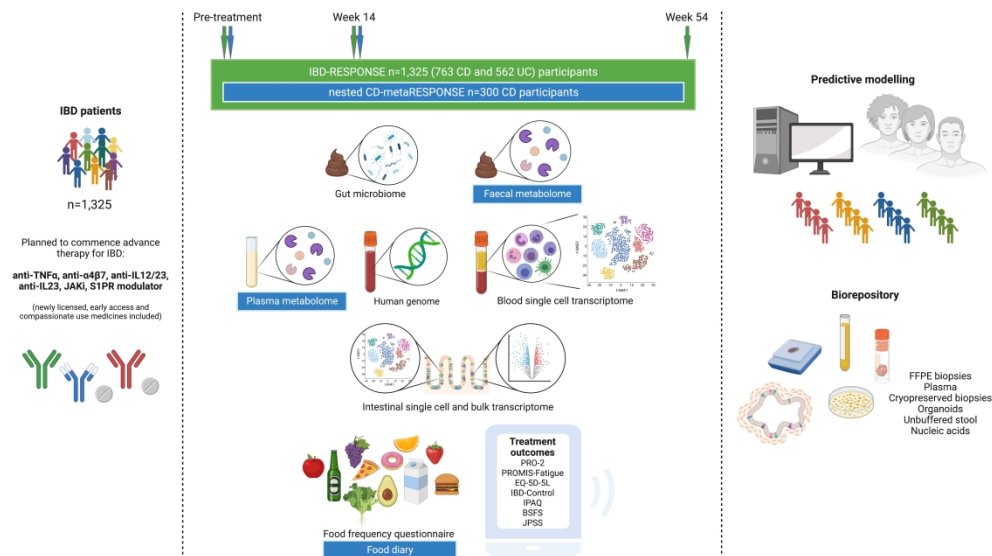 Pre-treatment
Week 14
Week 54
IBD-RESPONSE n=1,325 (763 CD and 562 UC) participants
nested CD-metaRESPONSE n=300 CD participants
IBD patients
n=1,325
Planned to commence advance
therapy for IBD:
anti-TNFα, anti-α4β7, anti-IL12/23,
anti-IL23, JAKi, S1PR modulator
(newly licensed, early access and
compassionate use medicines included)
Gut microbiome
Faecal metabolome
Plasma metabolome
Human genome
Blood single cell transcriptome
Intestinal single cell and bulk transcriptome
Food frequency questionnaire
Food diary
Treatment
outcomes
PRO-2
PROMIS-Fatigue
EQ-5D-5L
IBD-Control
IPAQ
BSFS
JPSS
Predictive modelling
Biorepository
FFPE biopsies
Plasma
Cryopreserved biopsies
Organoids
Unbuffered stool
Nucleic acids